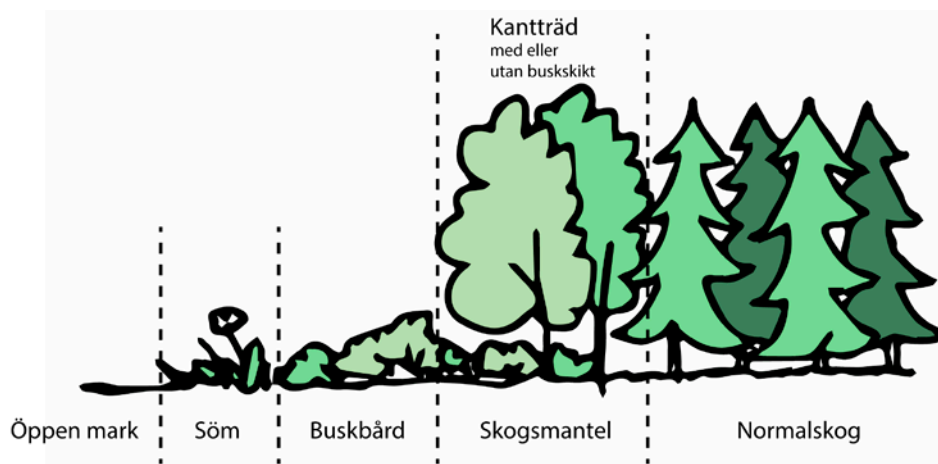 Kantträd
med eller
utan buskskikt
Öppen mark
Söm
Buskbård
Skogsmantel
Normalskog